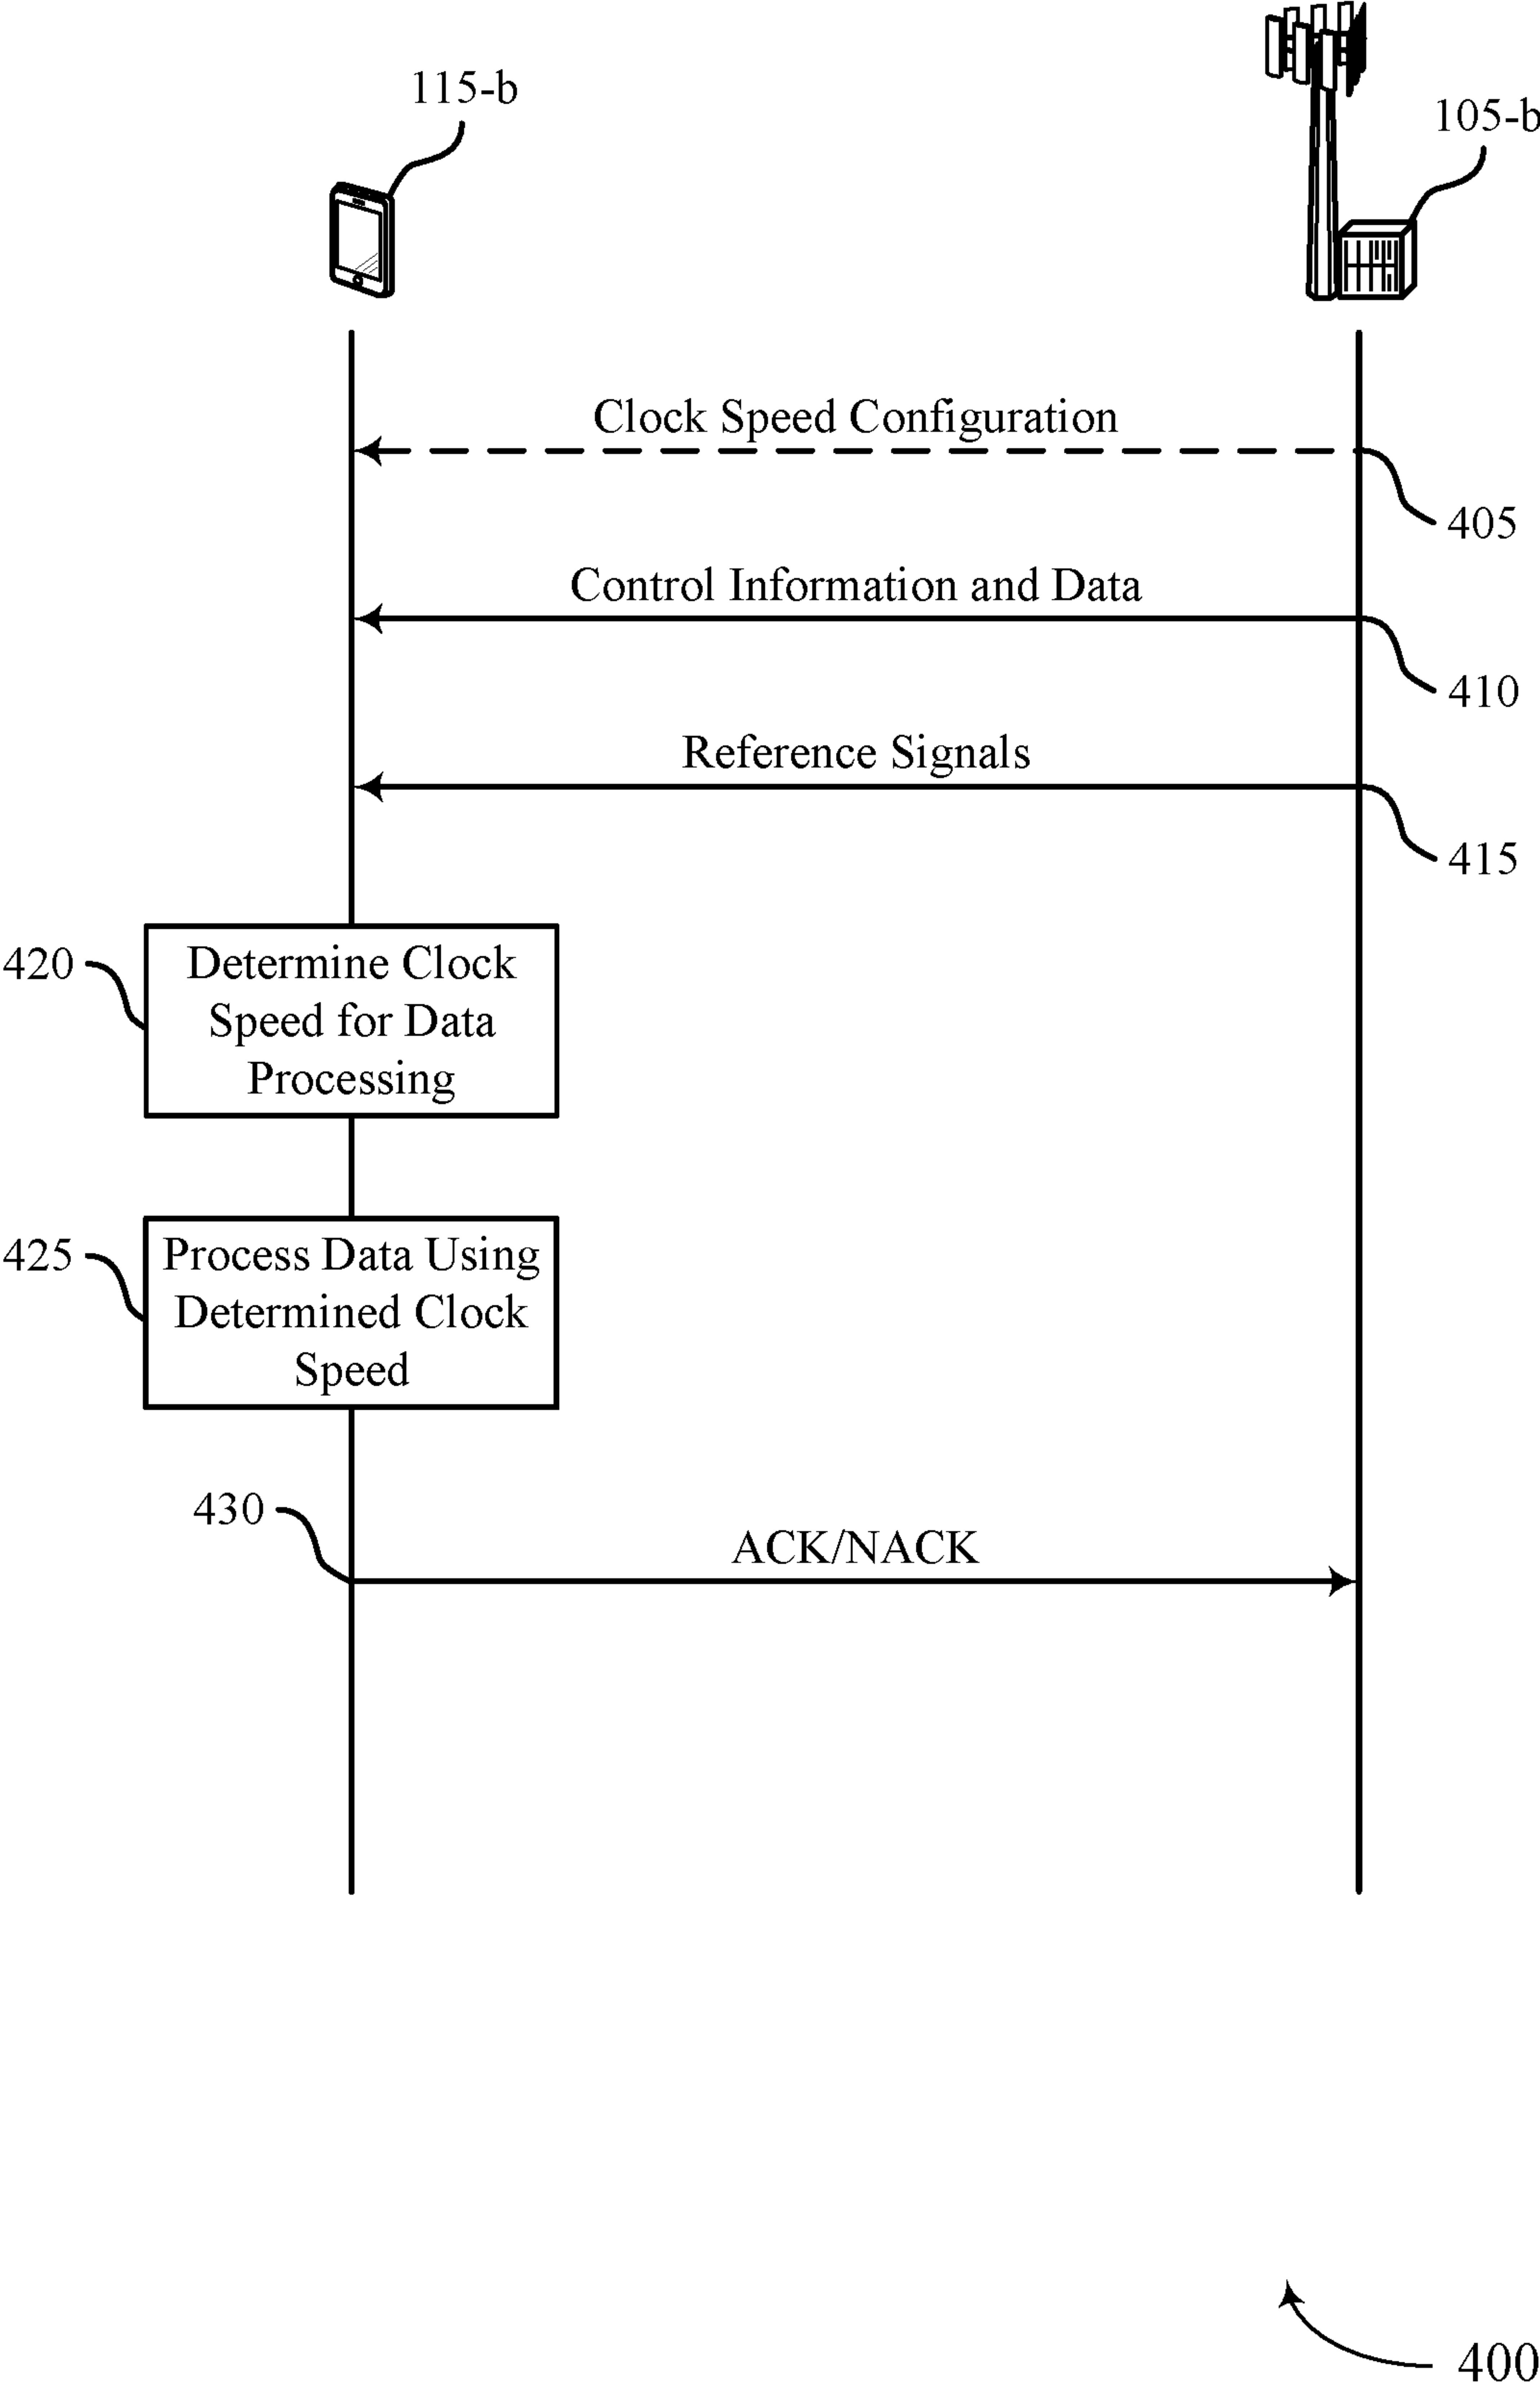 115-b
105-b
Clock Speed Configuration
405
Control Information and Data
410
Reference Signals
415
420
Determine Clock
Speed for Data
Processing
425
Process Data Using
Determined Clock
Speed
430
ACK/NACK
400